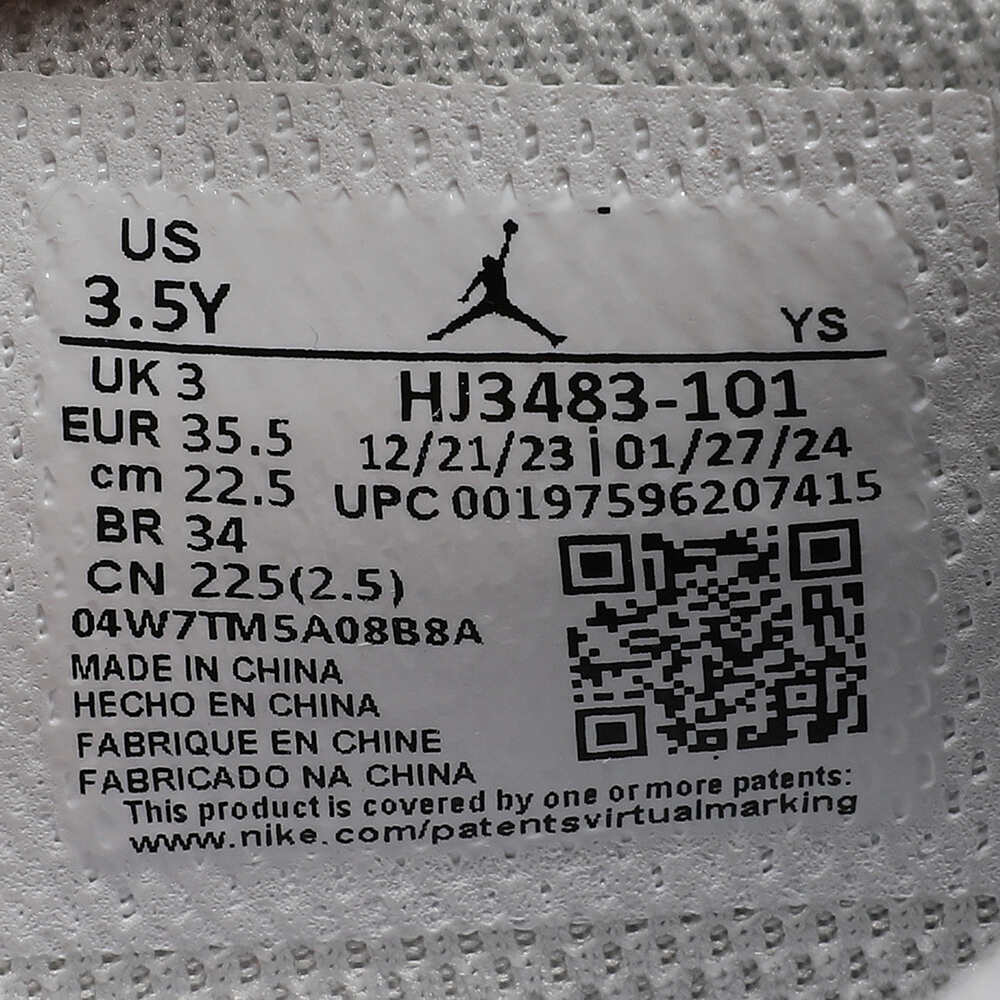 US
3.5Y
YS
UK 3
EUR 35.5
cm 22.5
BR 34
CN 225(2.5)
HJ3483-101
12/21/23 | 01/27/24
UPC 00197596207415
04W7TM5A08B8A
MADE IN CHINA
HECHO EN CHINA
FABRIQUE EN CHINE
FABRICADO NA CHINA
This product is covered by one or more patents:
www.nike.com/patentsvirtualmarking